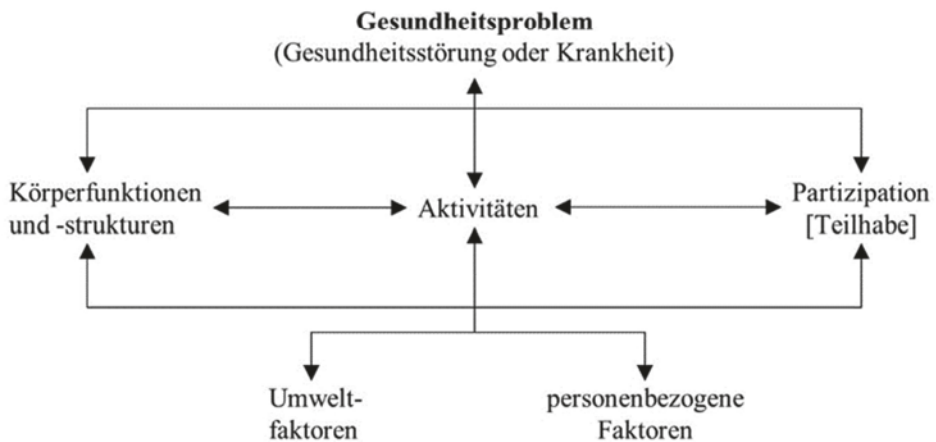 Gesundheitsproblem
(Gesundheitsstörung oder Krankheit)
Körperfunktionen
und -strukturen
Aktivitäten
Partizipation
[Teilhabe]
Umwelt-
faktoren
personenbezogene
Faktoren